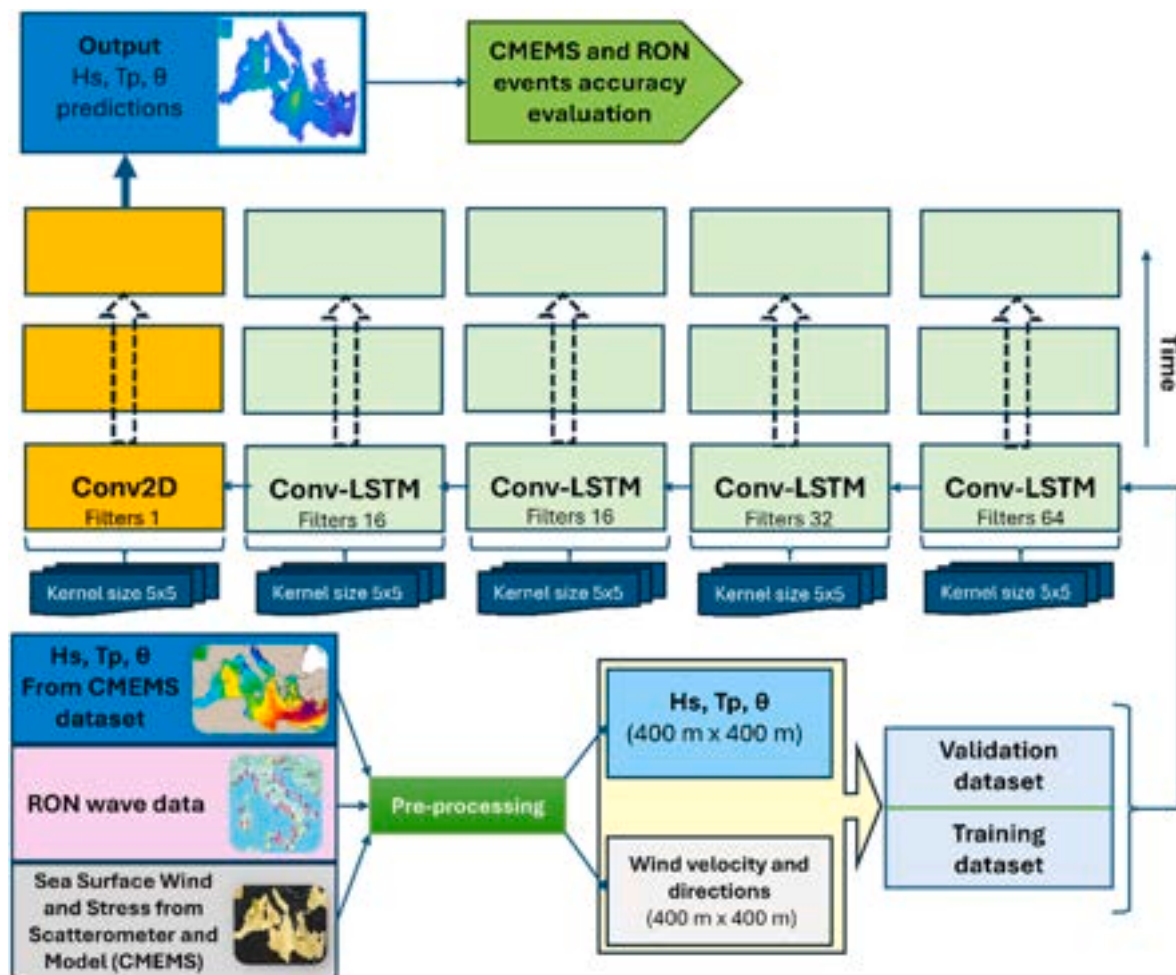 Output
Hs, Tp, θ
predictions
CMEMS and RON
events accuracy
evaluation
Time
Conv2D
Filters 1
Conv-LSTM
Filters 16
Conv-LSTM
Filters 16
Conv-LSTM
Filters 32
Conv-LSTM
Filters 64
Kernel size 5x5
Kernel size 5x5
Kernel size 5x5
Kernel size 5x5
Kernel size 5x5
Hs, Tp, θ
From CMEMS
dataset
RON wave data
Sea Surface Wind
and Stress from
Scatterometer and
Model (CMEMS)
Pre-processing
Hs, Tp, θ
(400 m x 400 m)
Wind velocity and
directions
(400 m x 400 m)
Validation
dataset
Training
dataset